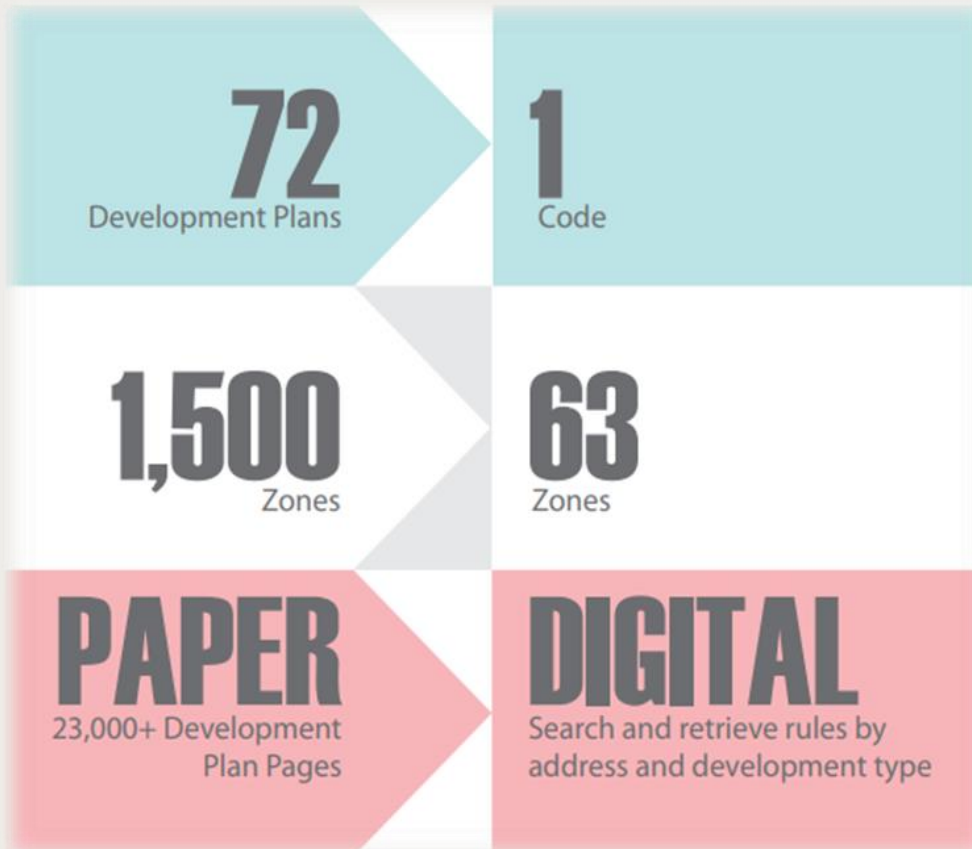 72
Development Plans
1
Code
1,500
Zones
63
Zones
PAPER
23,000+ Development
Plan Pages
DIGITAL
Search and retrieve rules by
address and development type